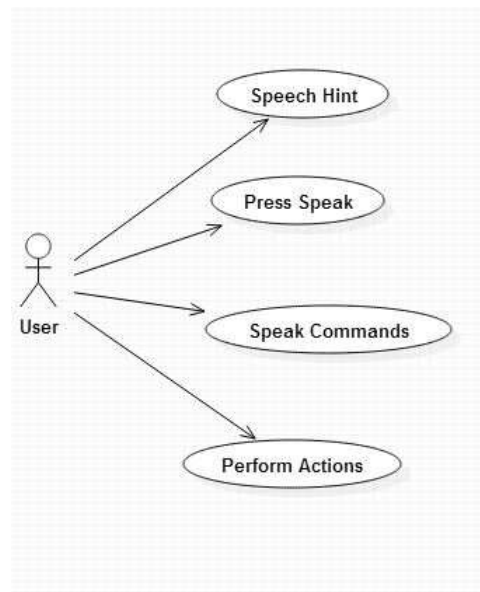 Speech Hint
Press Speak
User
Speak Commands
Perform Actions